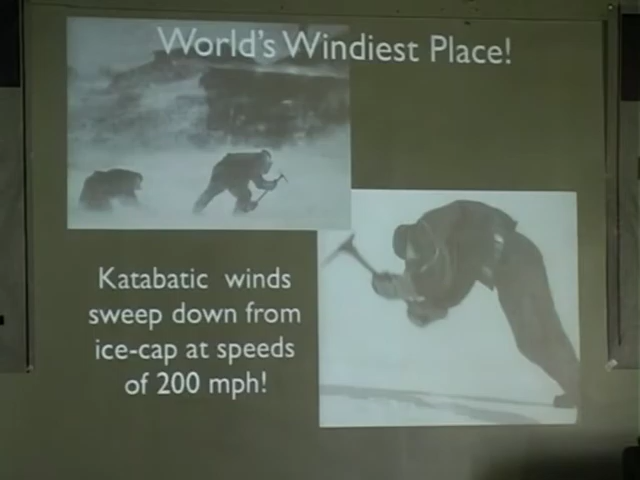 World's Windiest Place!
Katabatic winds
sweep down from
ice-cap at speeds
of 200 mph!